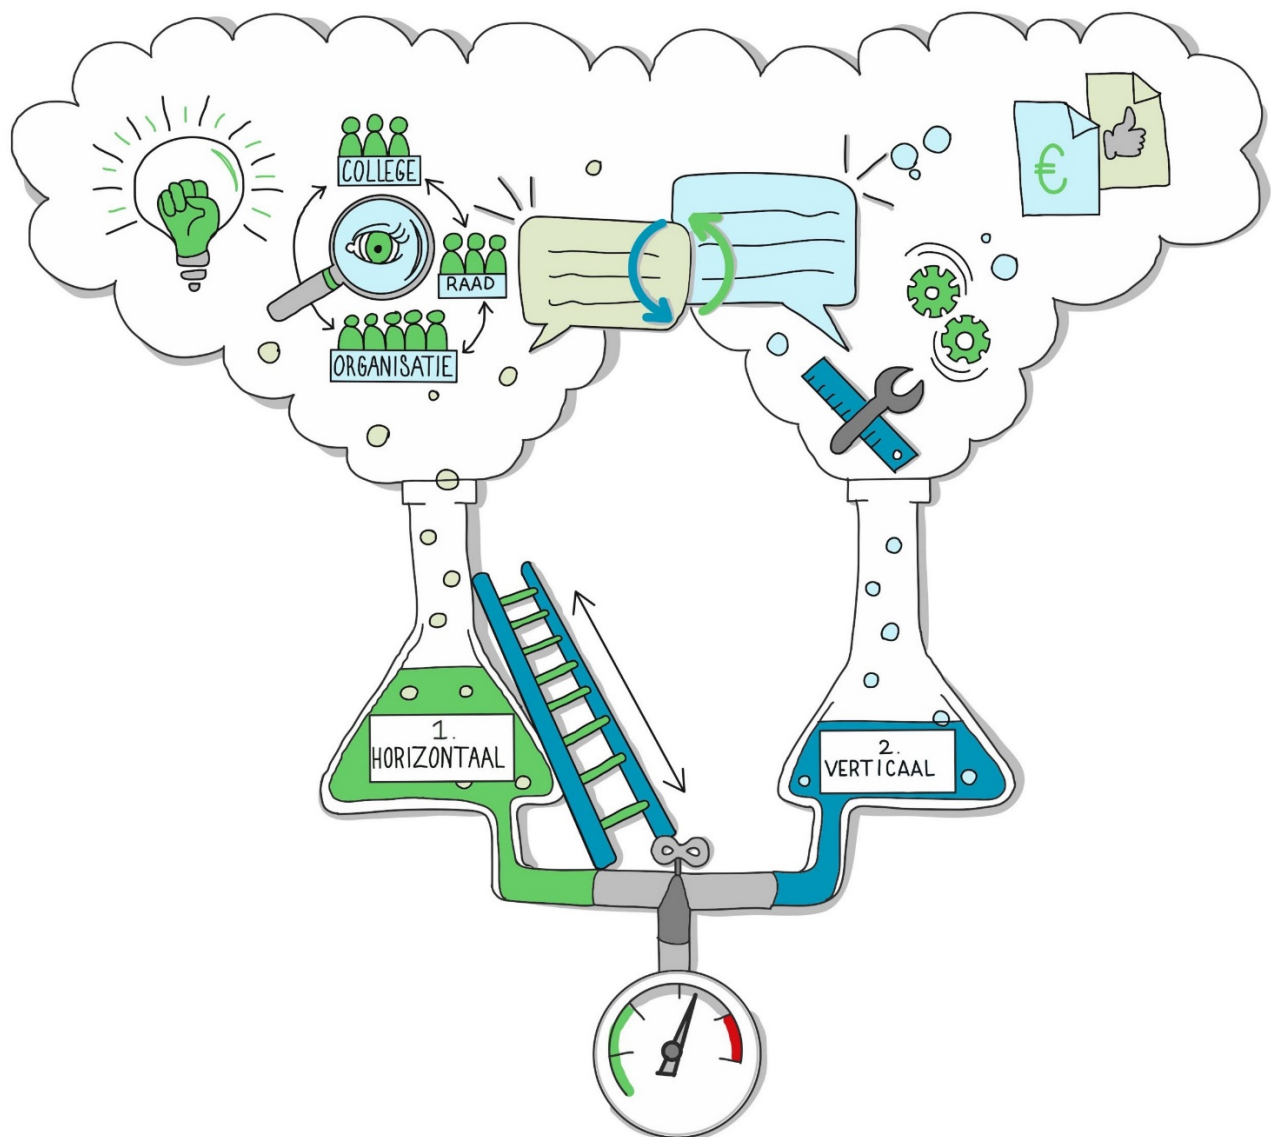 COLLEGE
RAAD
ORGANISATIE
€
1.
HORIZONTAAL
2.
VERTICAAL